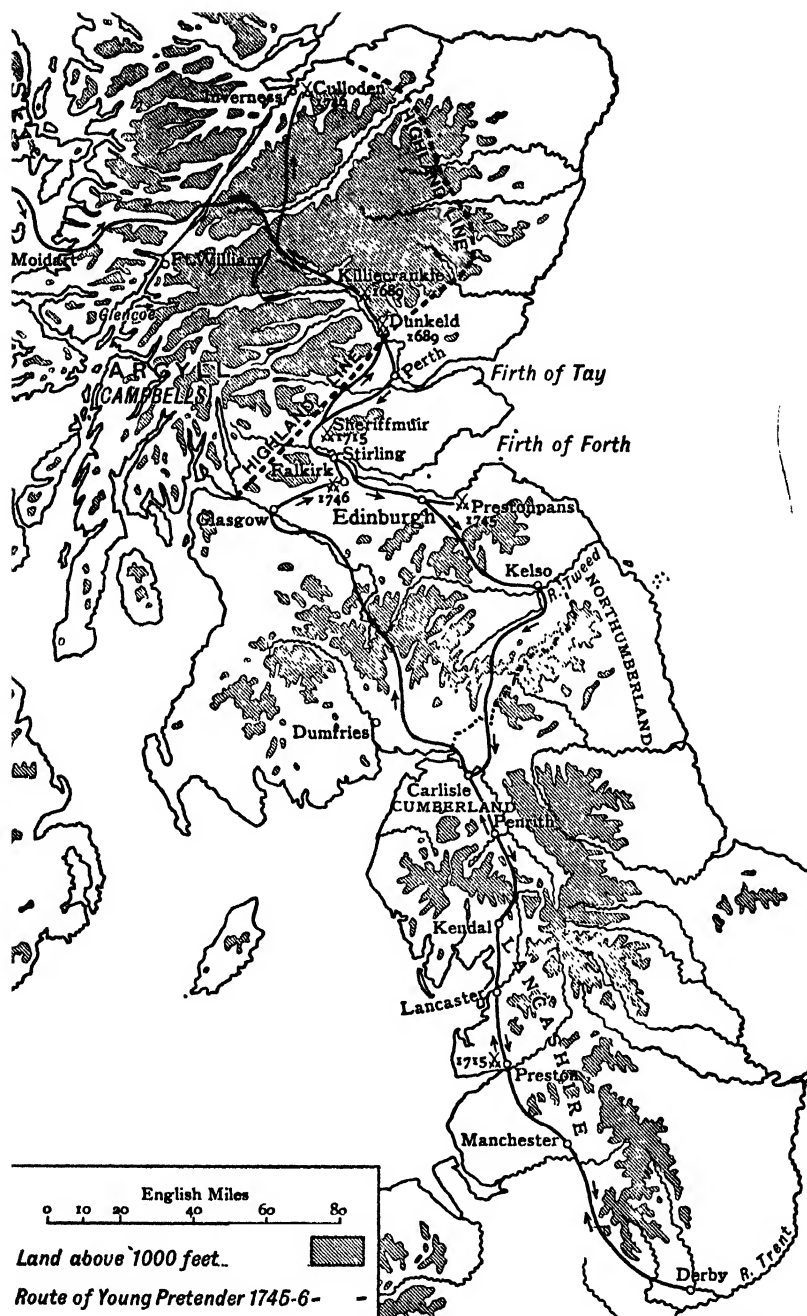 Inverness
Culloden
1746
HIGHLAND LINE
Moidart
Ft. William
Killiecrankie
1689
Glencoe
Dunkeld
1689
ARGYLL
CAMPBELLS
Perth
Firth of Tay
HIGHLAND LINE
Sheriffmuir
1715
Firth of Forth
Stirling
Falkirk
1746
Prestonpans
1745
Glasgow
Edinburgh
Kelso
R. Tweed
NORTHUMBERLAND
Dumfries
Carlisle
CUMBERLAND
Penrith
Kendal
LANCASHIRE
Lancaster
1715
Preston
Manchester
English Miles
0 10 20 40 60 80
Land above 1000 feet
Route of Young Pretender 1745-6
Derby
R. Trent